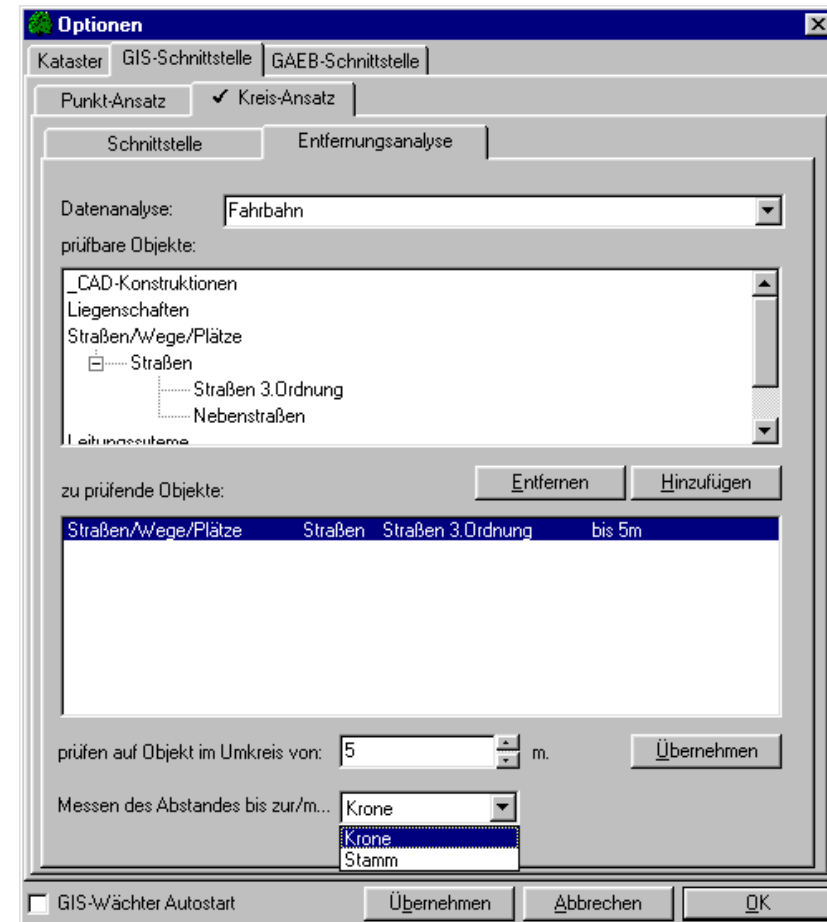 Optionen
Kataster GIS-Schnittstelle GAEB-Schnittstelle
Punkt-Ansatz ✓ Kreis-Ansatz
Schnittstelle Entfernungsanalyse
Datenanalyse: Fahrbahn
prüfbare Objekte:
_CAD-Konstruktionen
Liegenschaften
Straßen/Wege/Plätze
Straßen
Straßen 3.Ordnung
Nebenstraßen
Leitungssysteme
Entfernen Hinzufügen
zu prüfende Objekte:
Straßen/Wege/Plätze Straßen Straßen 3.Ordnung bis 5m
prüfen auf Objekt im Umkreis von: 5 m. Übernehmen
Messen des Abstandes bis zur/m... Krone
Krone
Stamm
GIS-Wächter Autostart Übernehmen Abbrechen OK